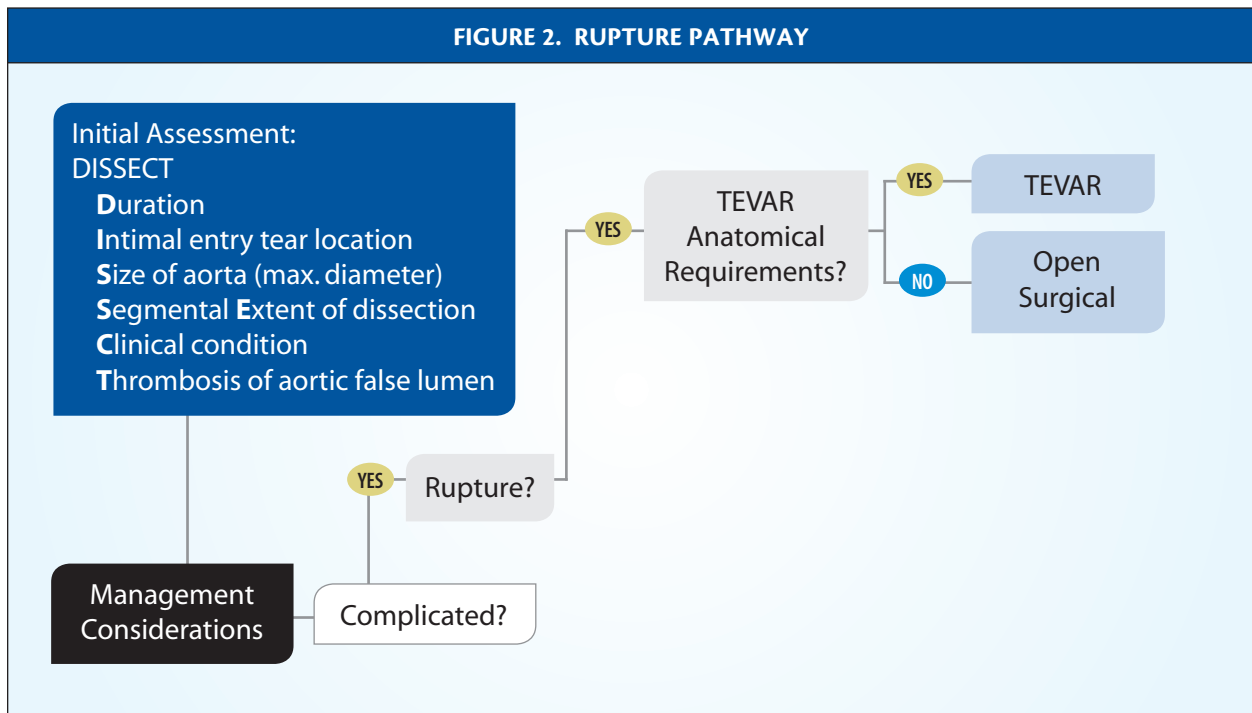 FIGURE 2. RUPTURE PATHWAY
Initial Assessment:
DISSECT
Duration
Intimal entry tear location
Size of aorta (max. diameter)
Segmental Extent of dissection
Clinical condition
Thrombosis of aortic false lumen
Management
Considerations
Complicated?
YES
Rupture?
YES
TEVAR
Anatomical
Requirements?
YES
TEVAR
NO
Open
Surgical